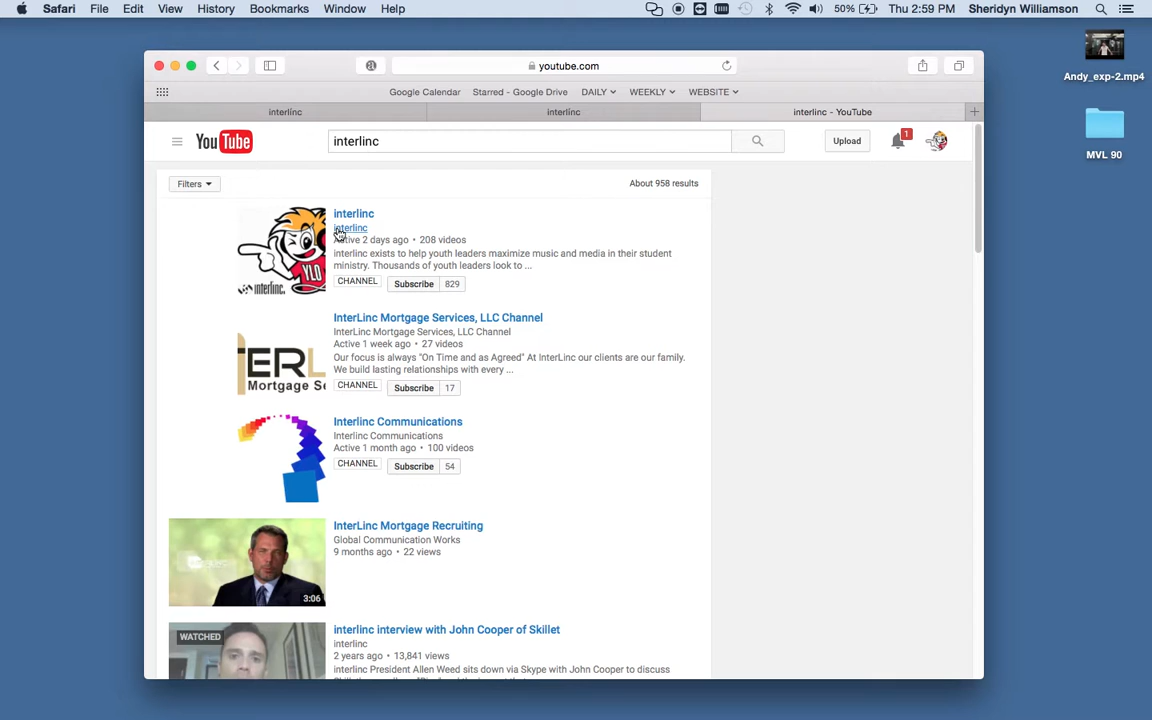 Safari File Edit View History Bookmarks Window Help 50% Thu 2:59 PM Sheridyn Williamson
Andy_exp-2.mp4
MVL 90
youtube.com
Google Calendar Starred - Google Drive DAILY WEEKLY WEBSITE
interlinc interlinc interlinc - YouTube
YouTube interlinc Upload 1
Filters About 958 results
YLO
interlinc.
interlinc
interlinc
Active 2 days ago • 208 videos
interlinc exists to help youth leaders maximize music and media in their student
ministry. Thousands of youth leaders look to ...
CHANNEL Subscribe 829
InterLinc Mortgage Services, LLC Channel
InterLinc Mortgage Services, LLC Channel
Active 1 week ago • 27 videos
Our focus is always "On Time and as Agreed" At InterLinc our clients are our family.
We build lasting relationships with every ...
CHANNEL Subscribe 17
ERL
Mortgage Se
Interlinc Communications
Interlinc Communications
Active 1 month ago • 100 videos
CHANNEL Subscribe 54
InterLinc Mortgage Recruiting
Global Communication Works
9 months ago • 22 views
3:06
WATCHED
interlinc interview with John Cooper of Skillet
interlinc
2 years ago • 13,841 views
interlinc President Allen Weed sits down via Skype with John Cooper to discuss